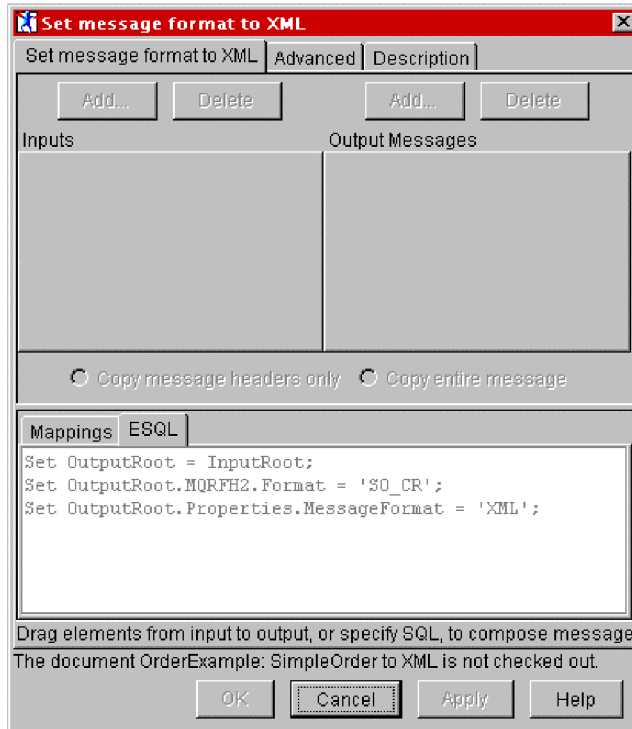 Set message format to XML
Set message format to XML Advanced Description
Add... Delete Add... Delete
Inputs Output Messages
Copy message headers only Copy entire message
Mappings ESQL
Set OutputRoot = InputRoot;
Set OutputRoot.MQRFH2.Format = 'SO_CR';
Set OutputRoot.Properties.MessageFormat = 'XML';
Drag elements from input to output, or specify SQL, to compose message
The document OrderExample: SimpleOrder to XML is not checked out.
OK Cancel Apply Help